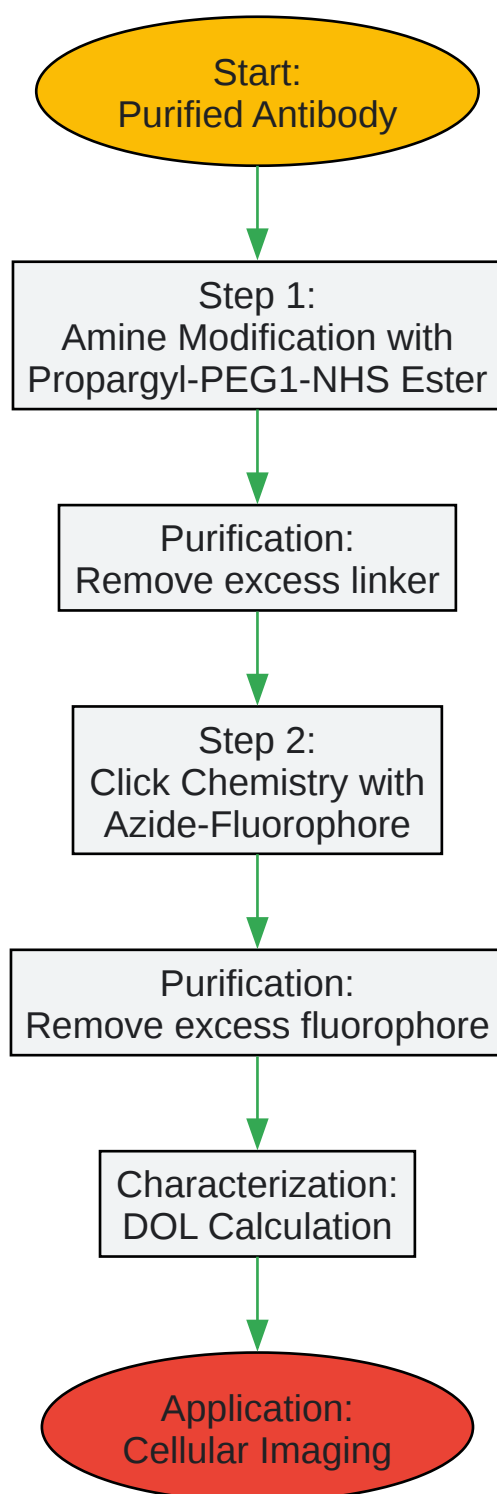 Start:
Purified Antibody
Step 1:
Amine Modification with
Propargyl-PEG1-NHS Ester
Purification:
Remove excess linker
Step 2:
Click Chemistry with
Azide-Fluorophore
Purification:
Remove excess fluorophore
Characterization:
DOL Calculation
Application:
Cellular Imaging